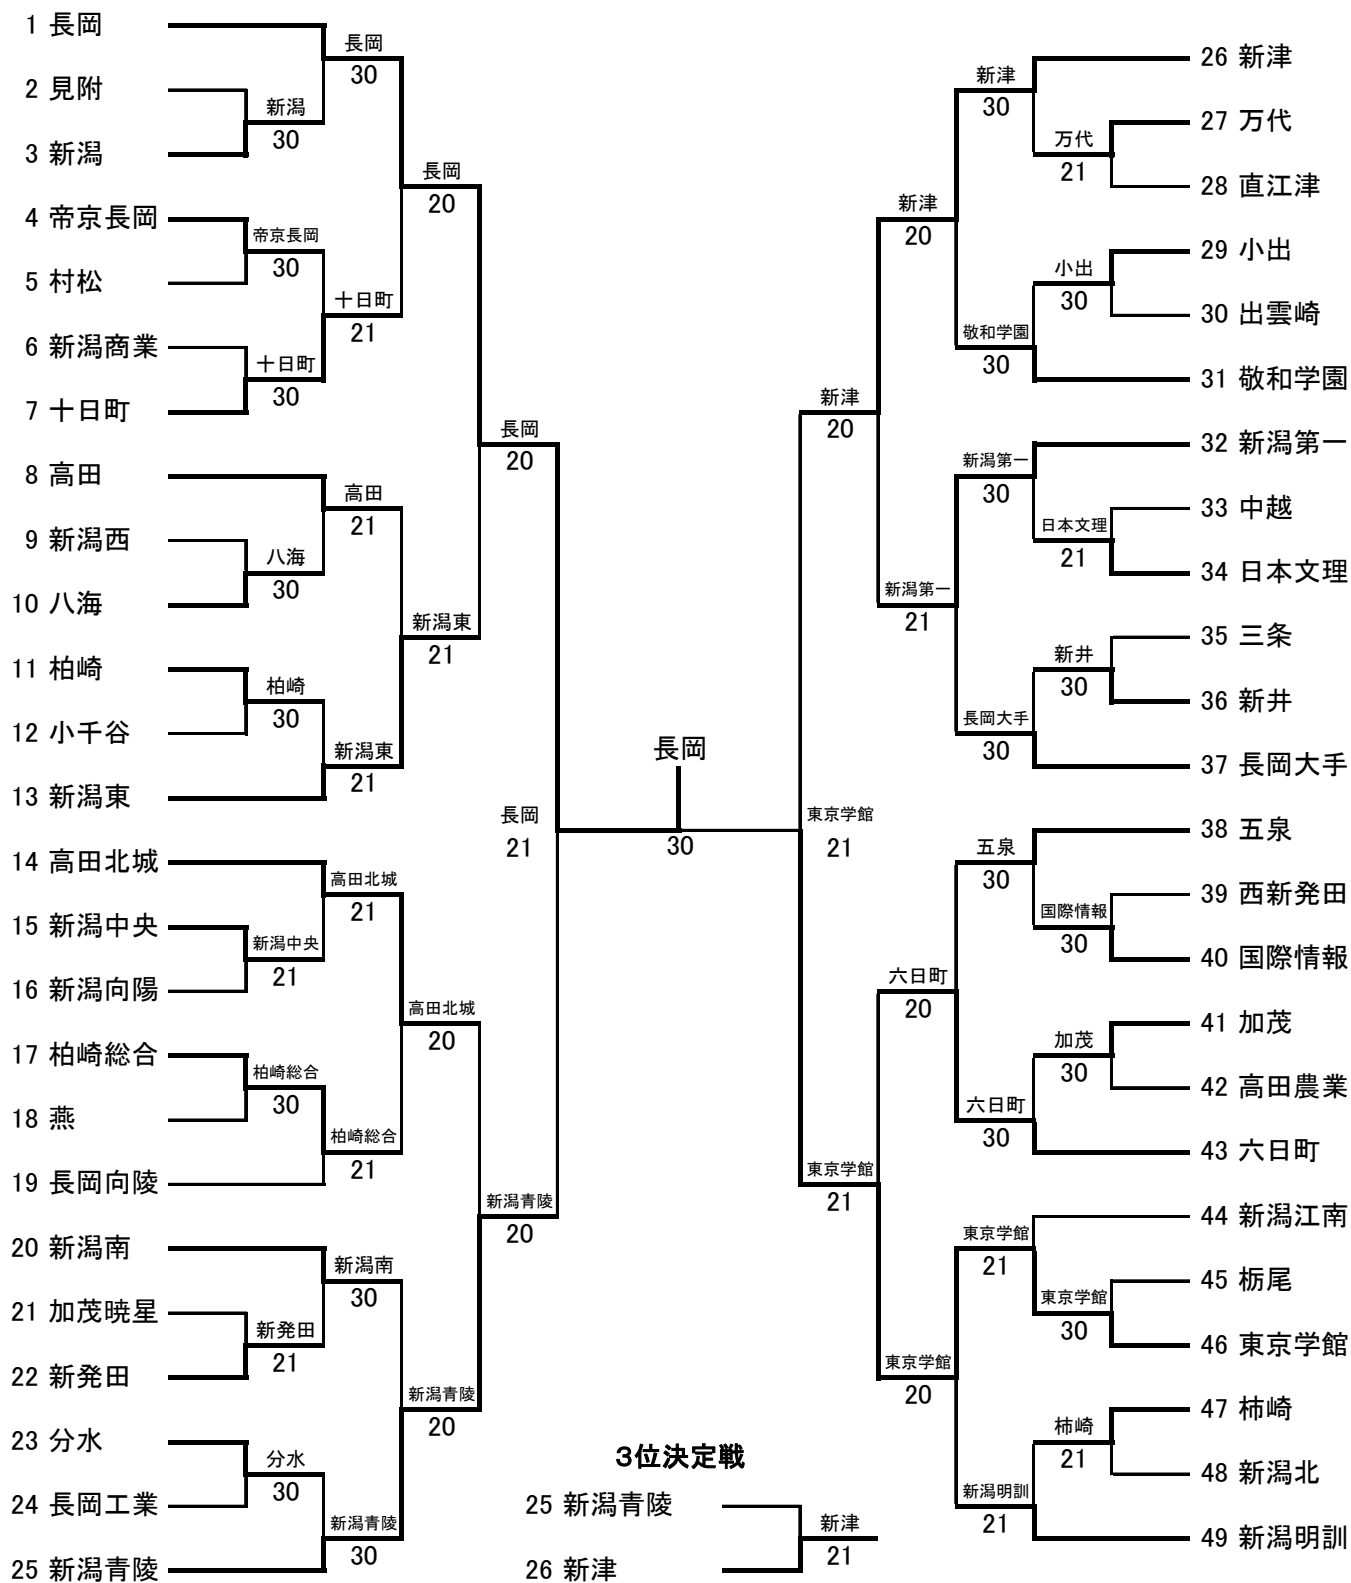 1 長岡
2 見附
3 新潟
4 帝京長岡
5 村松
6 新潟商業
7 十日町
8 高田
9 新潟西
10 八海
11 柏崎
12 小千谷
13 新潟東
14 高田北城
15 新潟中央
16 新潟向陽
17 柏崎総合
18 燕
19 長岡向陵
20 新潟南
21 加茂暁星
22 新発田
23 分水
24 長岡工業
25 新潟青陵
新潟
30
帝京長岡
30
十日町
30
八海
30
柏崎
30
新潟中央
21
柏崎総合
30
新発田
21
分水
30
長岡
30
十日町
21
高田
21
新潟東
21
高田北城
21
柏崎総合
21
新潟南
30
新潟青陵
30
長岡
20
新潟東
21
高田北城
20
新潟青陵
20
長岡
20
新潟青陵
20
長岡
21
長岡
30
東京学館
21
新津
20
東京学館
21
新津
20
新潟第一
21
六日町
20
東京学館
20
新津
30
敬和学園
30
新潟第一
30
長岡大手
30
五泉
30
六日町
30
東京学館
21
新潟明訓
21
万代
21
小出
30
日本文理
21
新井
30
国際情報
30
加茂
30
東京学館
30
柿崎
21
26 新津
27 万代
28 直江津
29 小出
30 出雲崎
31 敬和学園
32 新潟第一
33 中越
34 日本文理
35 三条
36 新井
37 長岡大手
38 五泉
39 西新発田
40 国際情報
41 加茂
42 高田農業
43 六日町
44 新潟江南
45 栃尾
46 東京学館
47 柿崎
48 新潟北
49 新潟明訓
3位決定戦
25 新潟青陵
26 新津
新津
21